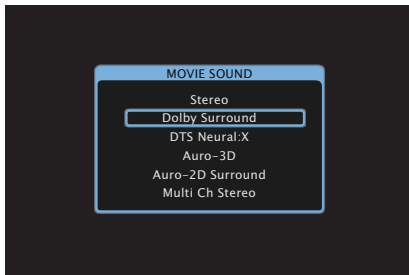 MOVIE SOUND
Stereo
Dolby Surround
DTS Neural:X
Auro-3D
Auro-2D Surround
Multi Ch Stereo